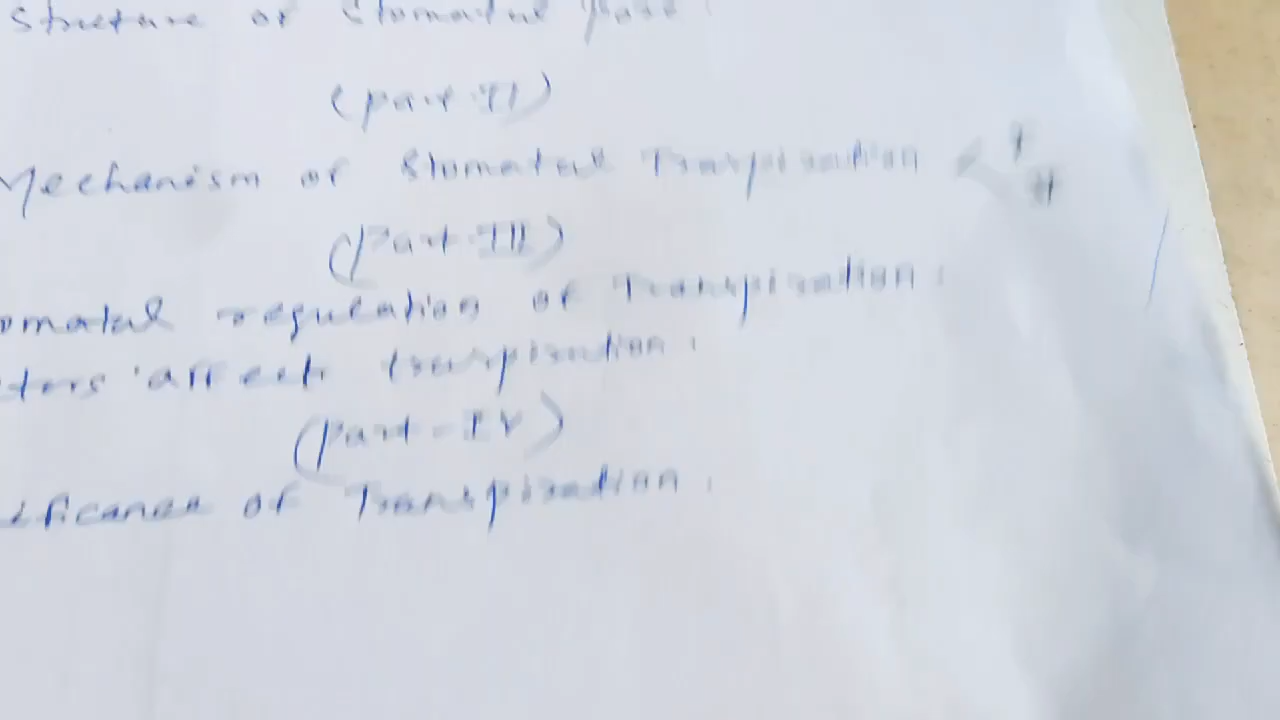 Structure of Stomatal pore.
(Part-II)
Mechanism of Stomatal Transpiration < I II
(Part-III)
omatal regulation of Transpiration.
ctors affect transpiration.
(Part-IV)
ificance of Transpiration.